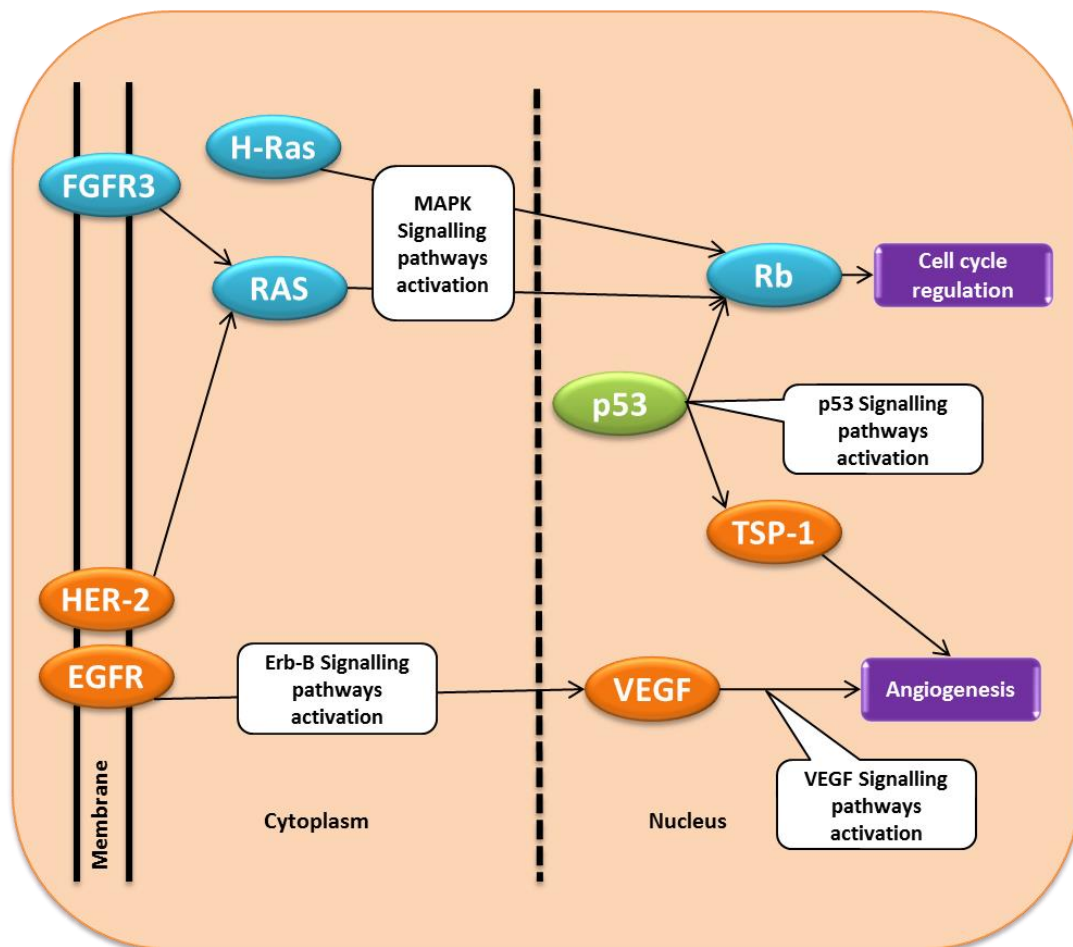 H-Ras
FGFR3
MAPK
Signalling
pathways
activation
RAS
Rb
Cell cycle
regulation
p53
p53 Signalling
pathways
activation
TSP-1
HER-2
EGFR
Erb-B Signalling
pathways
activation
VEGF
Angiogenesis
VEGF Signalling
pathways
activation
Membrane
Cytoplasm
Nucleus